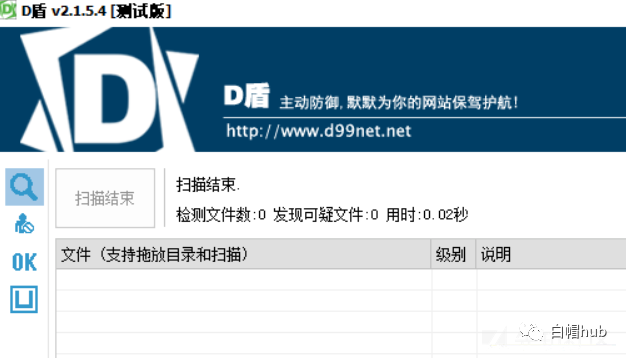 D盾 v2.1.5.4 [测试版]
D
D盾 主动防御,默默为你的网站保驾护航!
http://www.d99net.net
扫描结束
扫描结束.
检测文件数:0 发现可疑文件:0 用时:0.02秒
OK
文件（支持拖放目录和扫描） 级别 说明
白帽hub